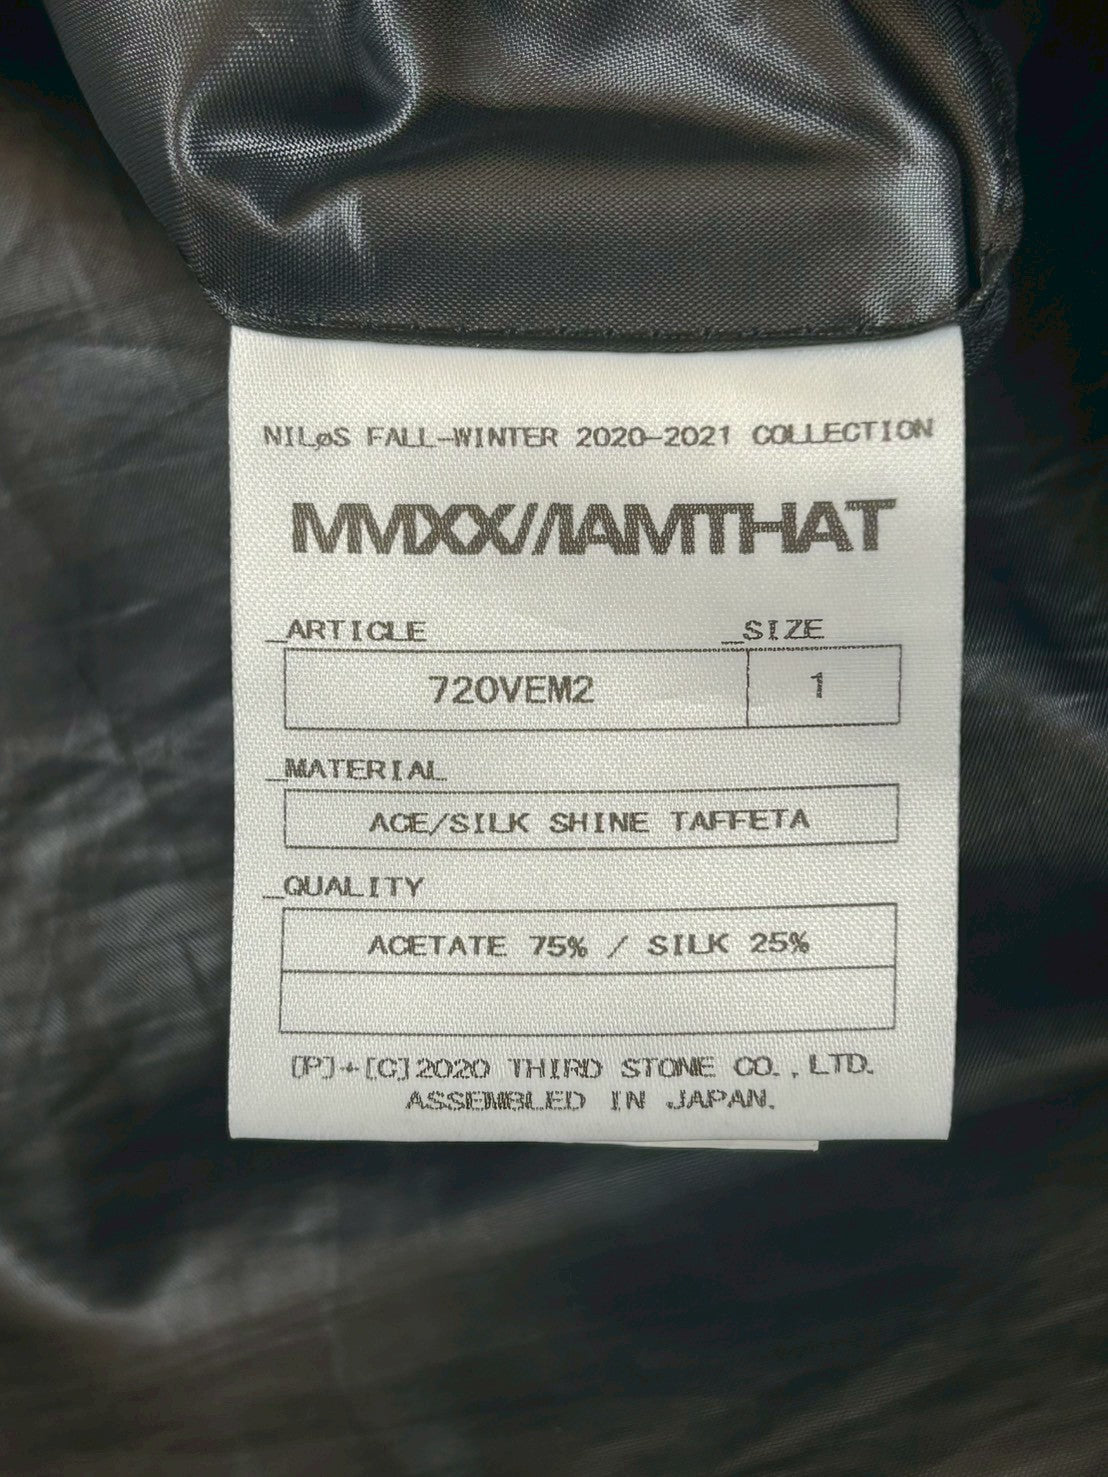 NILøS FALL-WINTER 2020-2021 COLLECTION
MMXX//IAMTHAT
_ARTICLE _SIZE
720VEM2 1
_MATERIAL
ACE/SILK SHINE TAFFETA
_QUALITY
ACETATE 75% / SILK 25%
[P]+[C]2020 THIRD STONE CO.,LTD.
ASSEMBLED IN JAPAN.